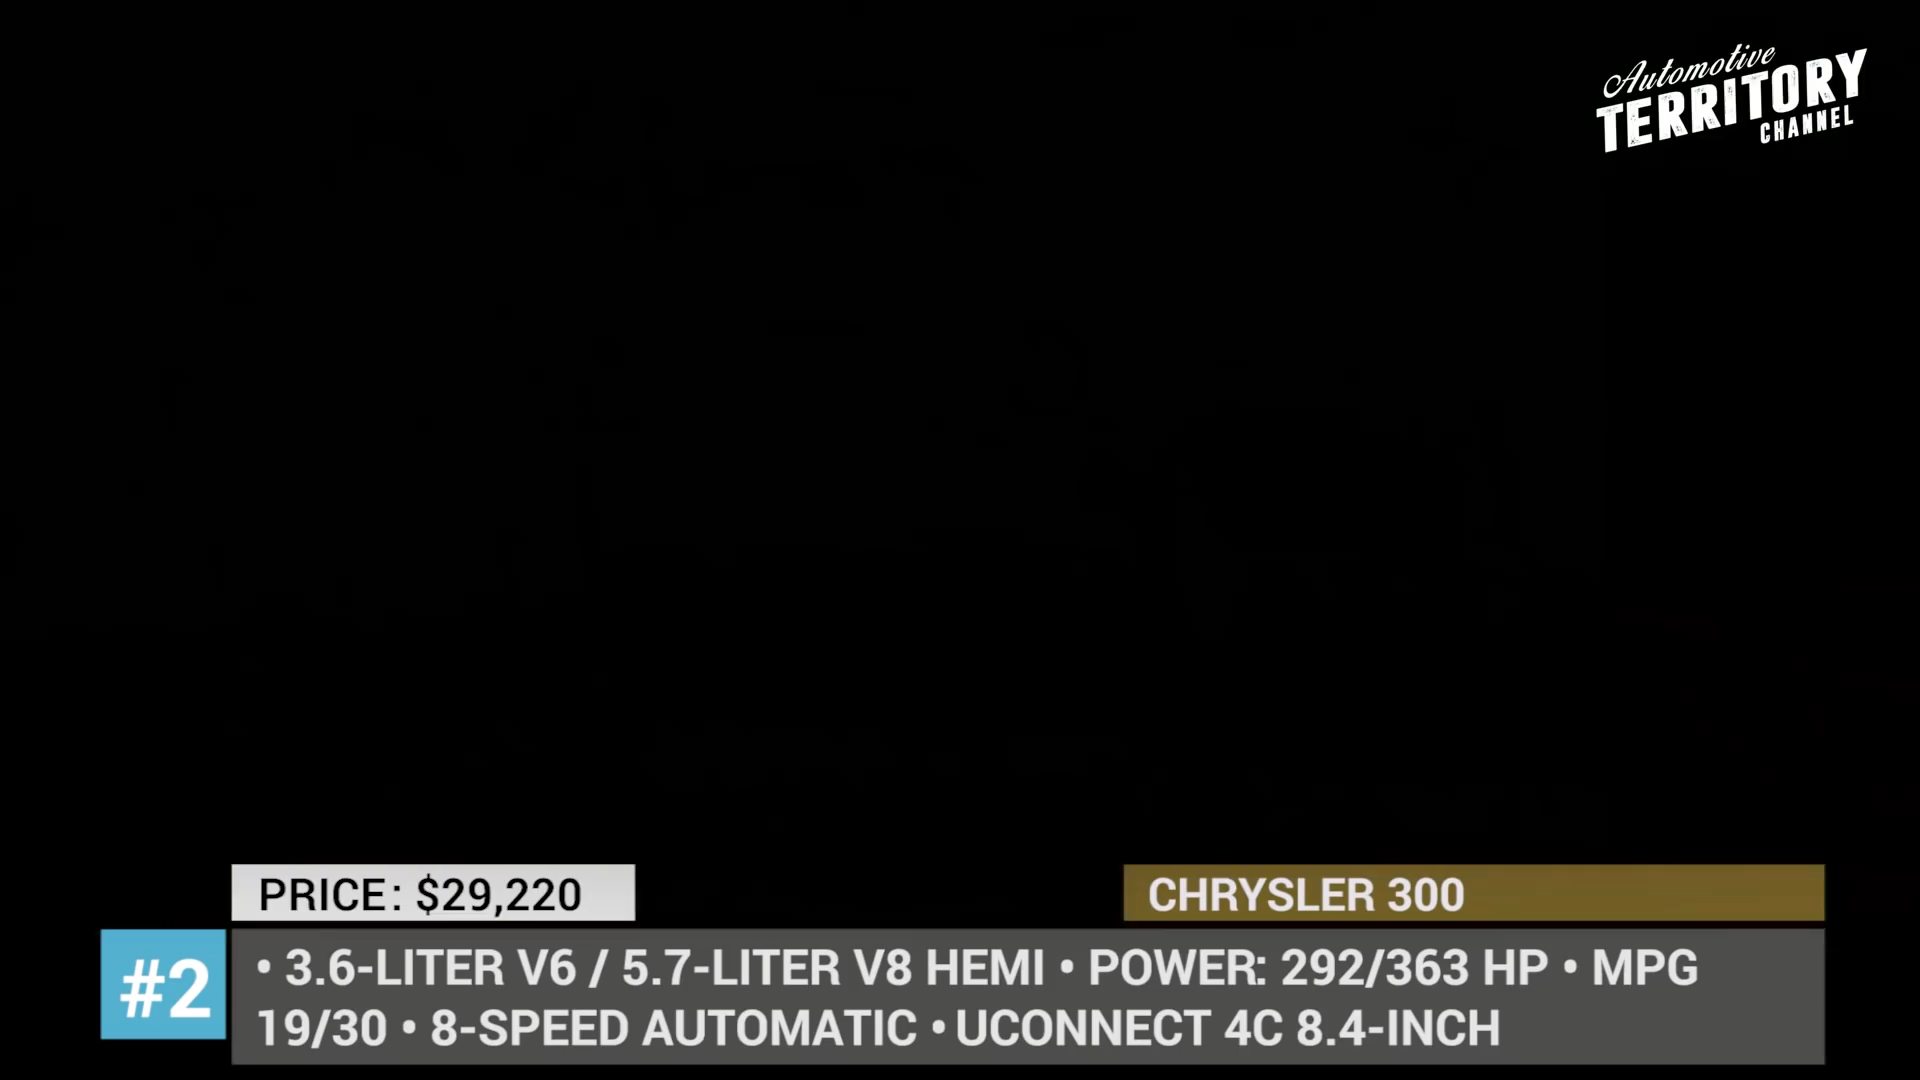 Automotive
TERRITORY
CHANNEL
PRICE: $29,220
CHRYSLER 300
#2
• 3.6-LITER V6 / 5.7-LITER V8 HEMI • POWER: 292/363 HP • MPG
19/30 • 8-SPEED AUTOMATIC • UCONNECT 4C 8.4-INCH